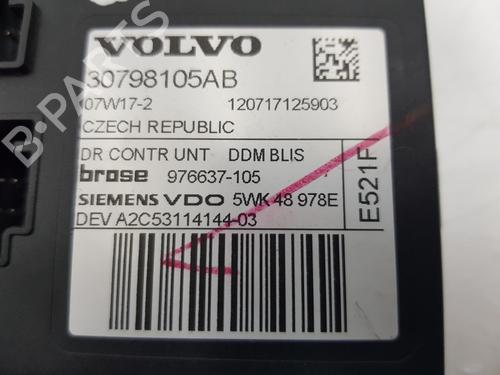 VOLVO
30798105AB
07W17-2 120717125903
CZECH REPUBLIC
DR CONTR UNT DDM BLIS
brose 976637-105
SIEMENS VDO 5WK 48 978E
DEV A2C53114144-03
E521F
B-PARTS